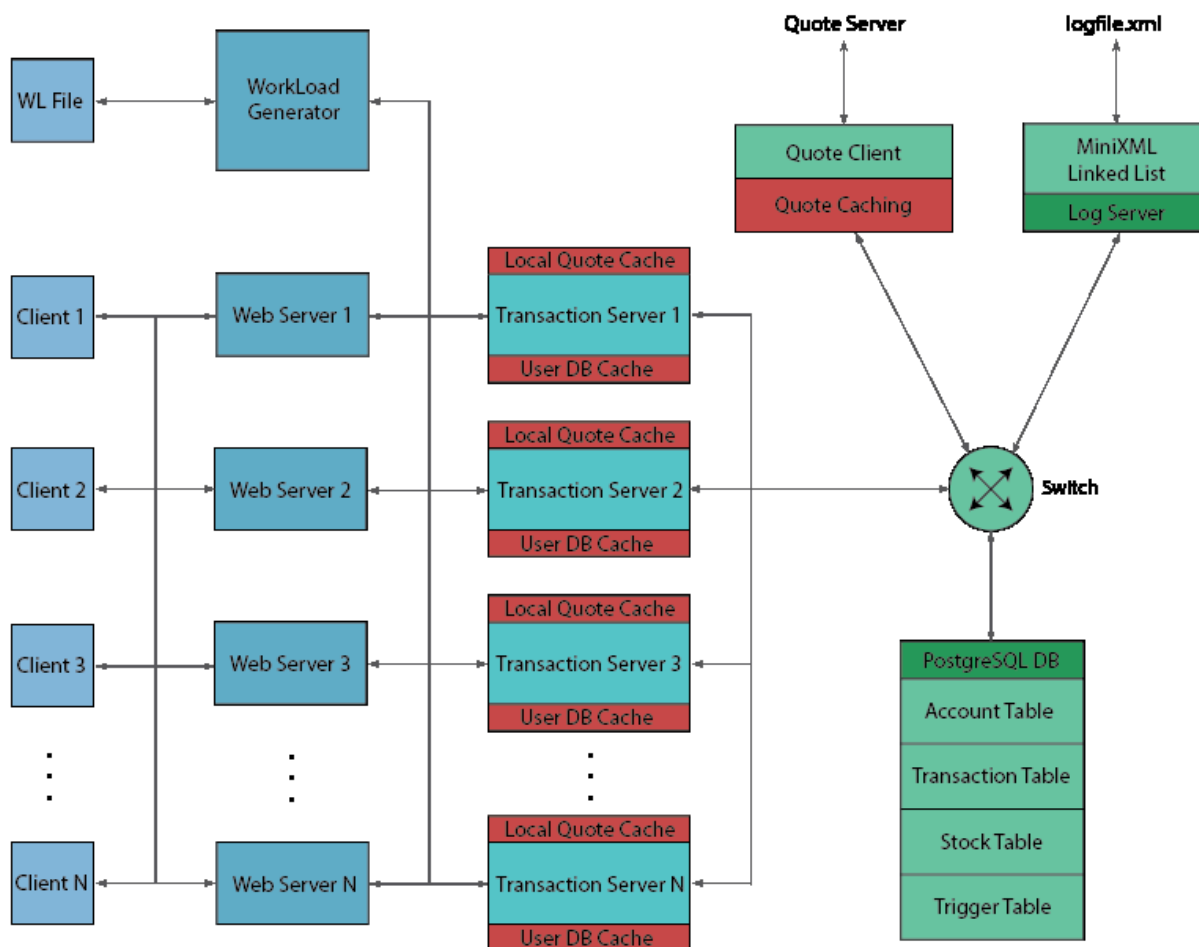 Quote Server
logfile.xml
WL File
WorkLoad
Generator
Quote Client
Quote Caching
MiniXML
Linked List
Log Server
Client 1
Web Server 1
Local Quote Cache
Transaction Server 1
User DB Cache
Client 2
Web Server 2
Local Quote Cache
Transaction Server 2
User DB Cache
Switch
Client 3
Web Server 3
Local Quote Cache
Transaction Server 3
User DB Cache
PostgreSQL DB
Account Table
Transaction Table
Stock Table
Trigger Table
Client N
Web Server N
Local Quote Cache
Transaction Server N
User DB Cache